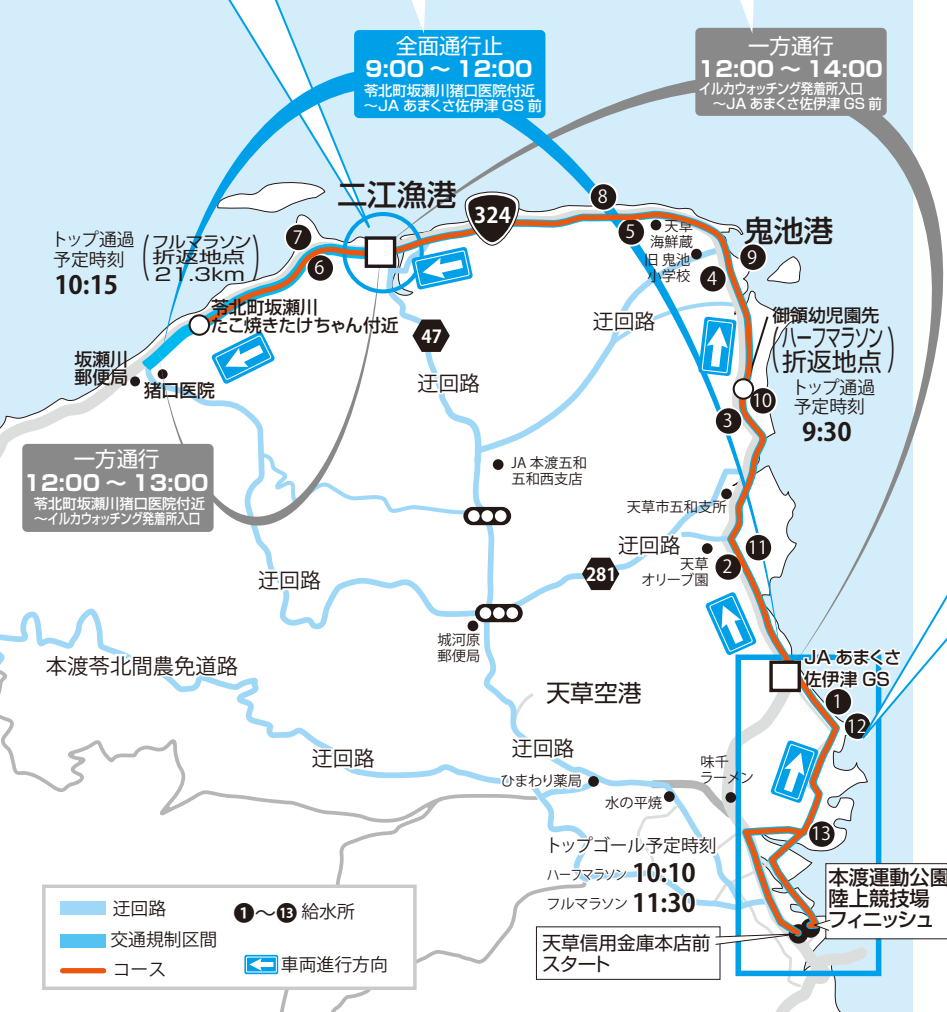 全面通行止
9:00 ～ 12:00
苓北町坂瀬川猪口医院付近
～JA あまくさ佐伊津 GS 前
一方通行
12:00 ～ 14:00
イルカウォッチング発着所入口
～JA あまくさ佐伊津 GS 前
二江漁港
324
8
7
6
トップ通過
予定時刻
10:15
フルマラソン
折返地点
21.3km
5
天草
海鮮蔵
旧 鬼池
小学校
4
鬼池港
9
苓北町坂瀬川
たこ焼きたけちゃん付近
47
迂回路
迂回路
御領幼児園先
ハーフマラソン
折返地点
トップ通過
予定時刻
9:30
10
3
坂瀬川
郵便局
猪口医院
一方通行
12:00 ～ 13:00
苓北町坂瀬川猪口医院付近
～イルカウォッチング発着所入口
JA 本渡五和
五和西支店
天草市五和支所
迂回路
281
天草
オリーブ園
2
11
迂回路
城河原
郵便局
本渡苓北間農免道路
天草空港
JA あまくさ
佐伊津 GS
1
12
迂回路
迂回路
ひまわり薬局
水の平焼
味千
ラーメン
13
トップゴール予定時刻
ハーフマラソン 10:10
フルマラソン 11:30
本渡運動公園
陸上競技場
フィニッシュ
天草信用金庫本店前
スタート
迂回路
1～13 給水所
交通規制区間
コース
車両進行方向